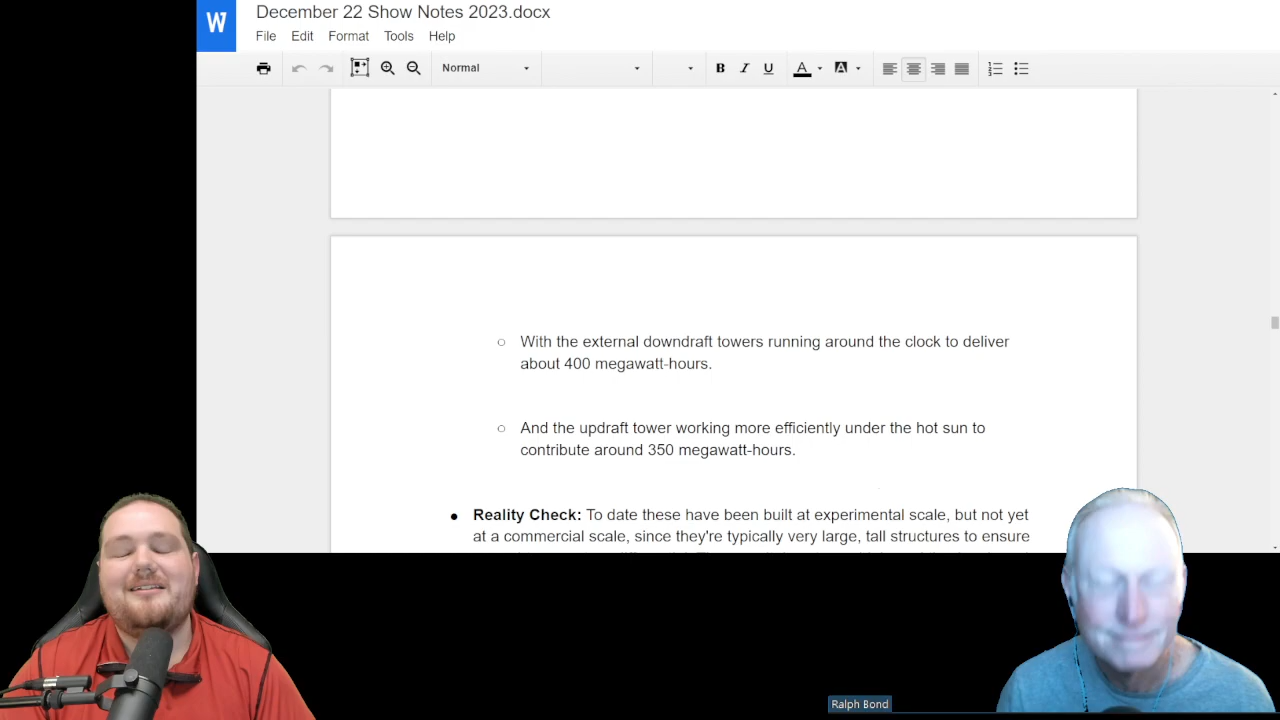 W
December 22 Show Notes 2023.docx
File Edit Format Tools Help
Normal
B I U A A
With the external downdraft towers running around the clock to deliver
about 400 megawatt-hours.
And the updraft tower working more efficiently under the hot sun to
contribute around 350 megawatt-hours.
Reality Check: To date these have been built at experimental scale, but not yet
at a commercial scale, since they're typically very large, tall structures to ensure
Ralph Bond